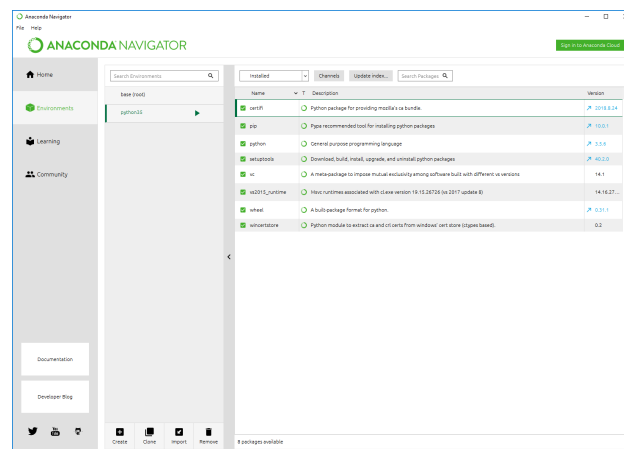 Anaconda Navigator
File Help
ANACONDA NAVIGATOR
Sign in to Anaconda Cloud
Home
Environments
Learning
Community
Documentation
Developer Blog
Search Environments
base (root)
python35
Create Clone Import Remove
Installed Channels Update index... Search Packages
Name T Description Version
certifi Python package for providing mozilla's ca bundle. 2018.8.24
pip Pypa recommended tool for installing python packages 10.0.1
python General purpose programming language 3.5.6
setuptools Download, build, install, upgrade, and uninstall python packages 40.2.0
vc A meta-package to impose mutual exclusivity among software built with different vs versions 14.1
vs2015_runtime Msvc runtimes associated with cl.exe version 19.15.26726 (vs 2017 update 8) 14.16.27...
wheel A built-package format for python. 0.31.1
wincertstore Python module to extract ca and crl certs from windows' cert store (ctypes based). 0.2
8 packages available